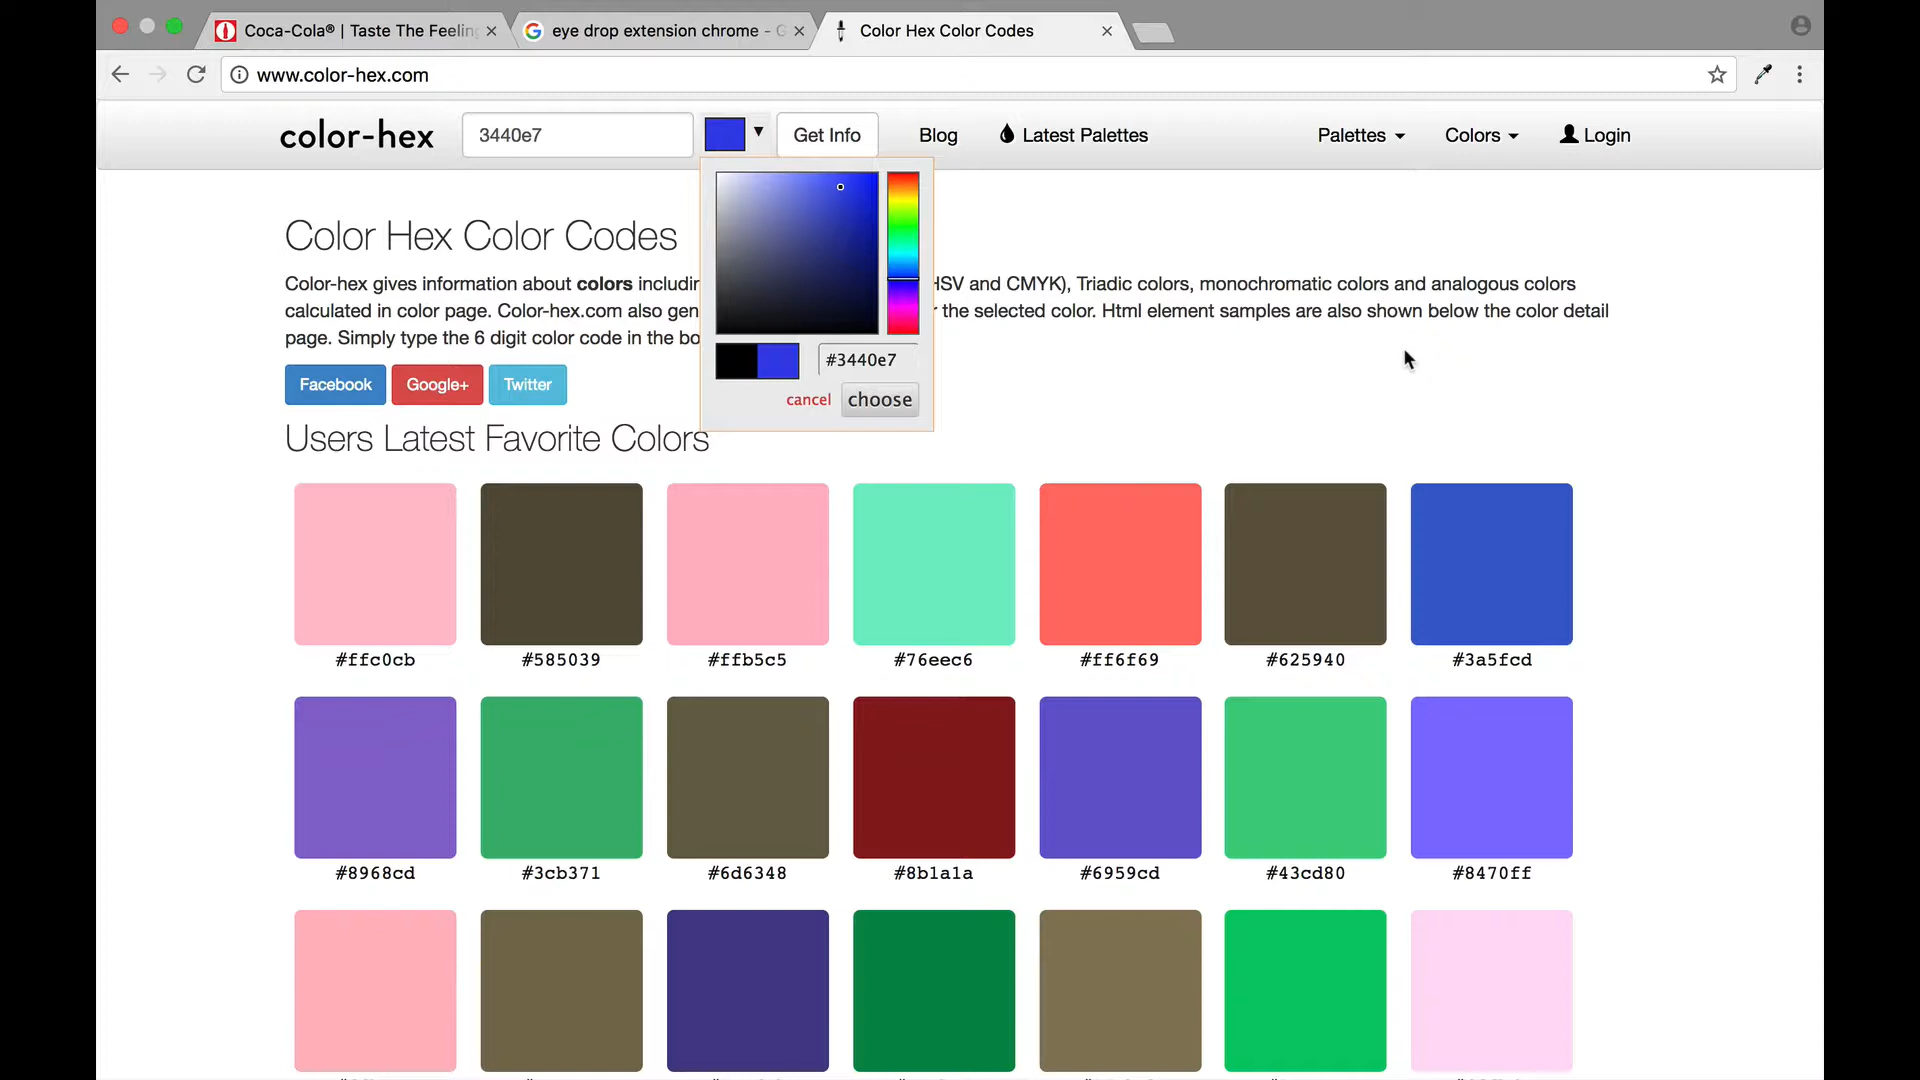 Coca-Cola® | Taste The Feelin
eye drop extension chrome - G
Color Hex Color Codes
www.color-hex.com
color-hex
3440e7
Get Info
Blog
Latest Palettes
Palettes
Colors
Login
Color Hex Color Codes
Color-hex gives information about colors includin HSV and CMYK), Triadic colors, monochromatic colors and analogous colors
calculated in color page. Color-hex.com also gen r the selected color. Html element samples are also shown below the color detail
page. Simply type the 6 digit color code in the bo
#3440e7
cancel
choose
Facebook
Google+
Twitter
Users Latest Favorite Colors
#ffc0cb
#585039
#ffb5c5
#76eec6
#ff6f69
#625940
#3a5fcd
#8968cd
#3cb371
#6d6348
#8b1a1a
#6959cd
#43cd80
#8470ff